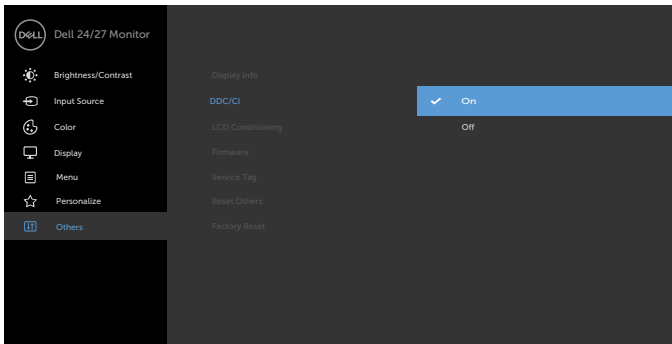 DELL
Dell 24/27 Monitor
Brightness/Contrast
Display Info
Input Source
DDC/CI
On
Color
LCD Conditioning
Off
Display
Firmware
Menu
Service Tag
Personalize
Reset Others
Others
Factory Reset